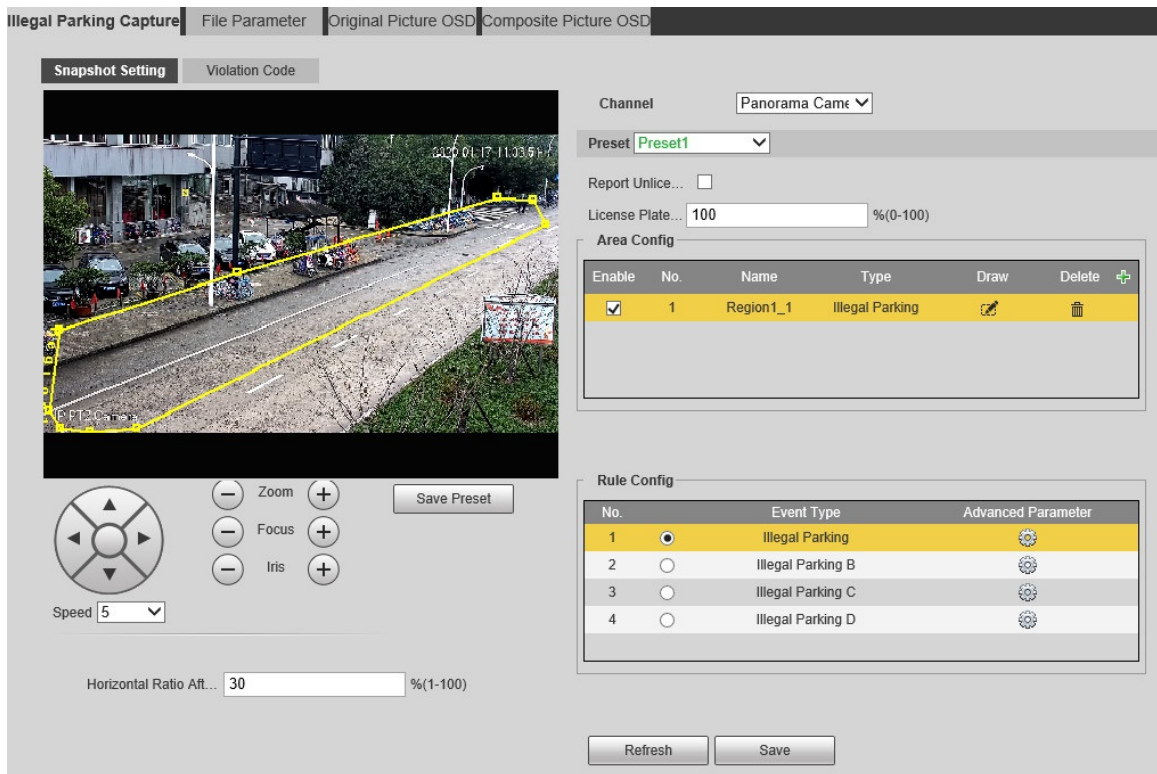 Illegal Parking Capture File Parameter Original Picture OSD Composite Picture OSD
Snapshot Setting Violation Code
Channel Panorama Came
Preset Preset1
Report Unlice...
License Plate... 100 %(0-100)
Area Config
Enable No. Name Type Draw Delete
1 Region1_1 Illegal Parking
IP PTZ Camera
Zoom
Focus
Iris
Save Preset
Speed 5
Horizontal Ratio Aft... 30 %(1-100)
Rule Config
No. Event Type Advanced Parameter
1 Illegal Parking
2 Illegal Parking B
3 Illegal Parking C
4 Illegal Parking D
Refresh Save